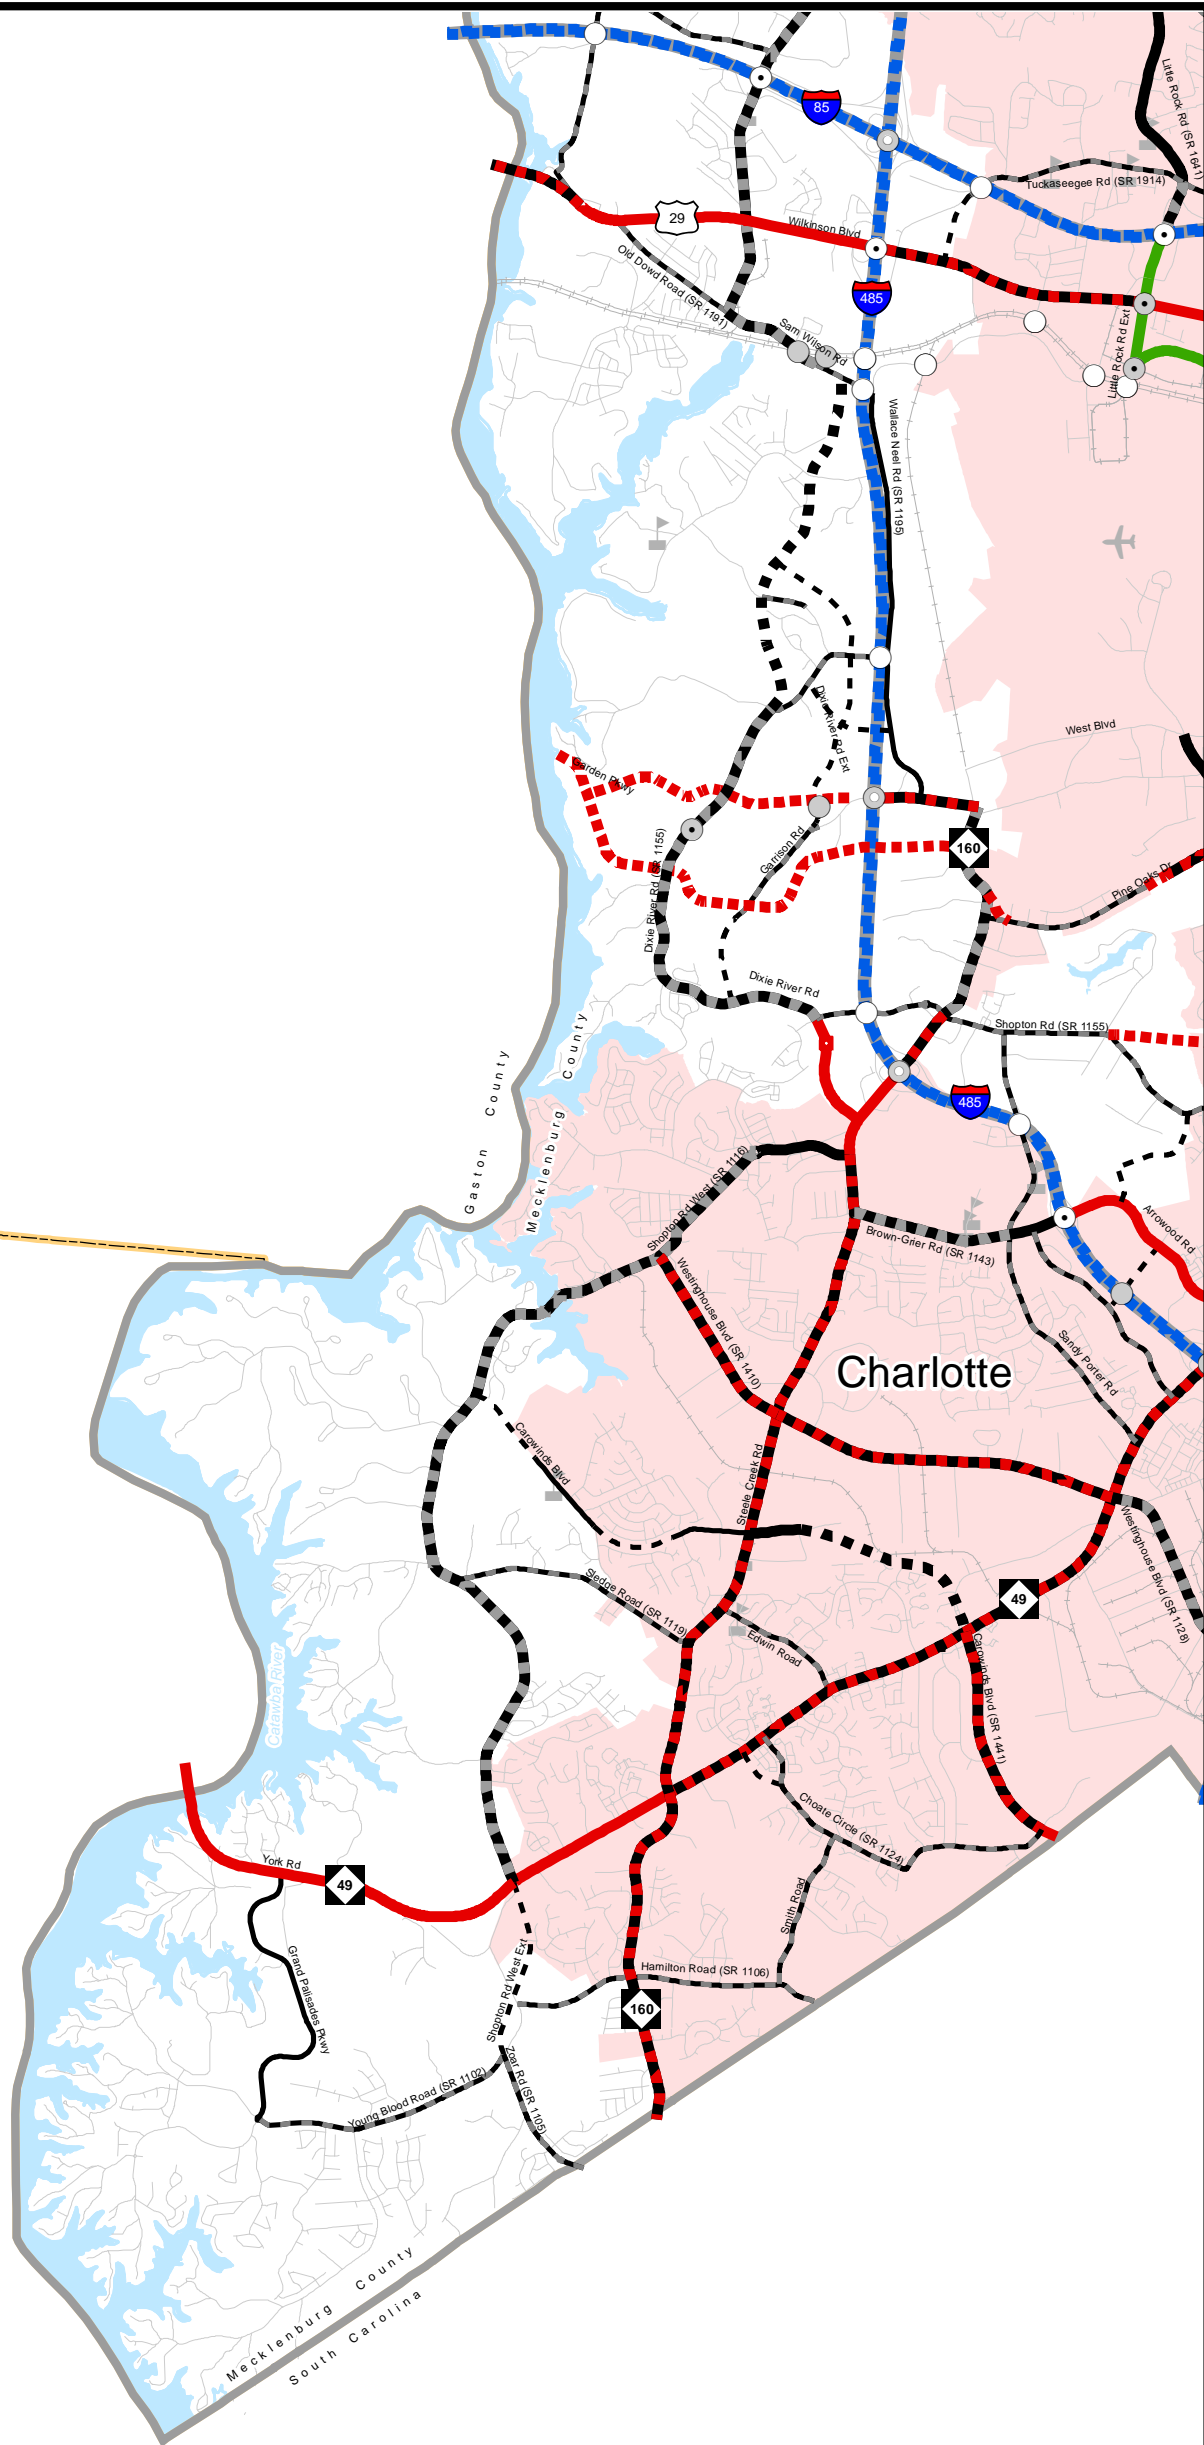 85
Little Rock Rd (SR 1641)
Tuckaseegee Rd (SR 1914)
29
Wilkinson Blvd
Old Dowd Road (SR 1191)
485
Sam Wilson Rd
Little Rock Rd Ext
Wallace Neel Rd (SR 1195)
Dixie River Rd Ext
West Blvd
Garden Pkwy
160
Garrison Rd
Dixie River Rd (SR 1155)
Pine Oaks Dr
Dixie River Rd
Shopton Rd (SR 1155)
Gaston County
Mecklenburg County
485
Shopton Rd West (SR 1116)
Arrowood Rd
Brown-Grier Rd (SR 1143)
Westinghouse Blvd (SR 1410)
Sandy Porter Rd
Charlotte
Carowinds Blvd
Steele Creek Rd
Westinghouse Blvd (SR 1128)
Sledge Road (SR 1119)
49
Edwin Road
Carowinds Blvd (SR 1441)
Catawba River
Choate Circle (SR 1124)
York Rd
49
Smith Road
Grand Palisades Pkwy
Shopton Rd West Ext
Hamilton Road (SR 1106)
160
Zoar Rd (SR 1105)
Young Blood Road (SR 1102)
Mecklenburg County
South Carolina